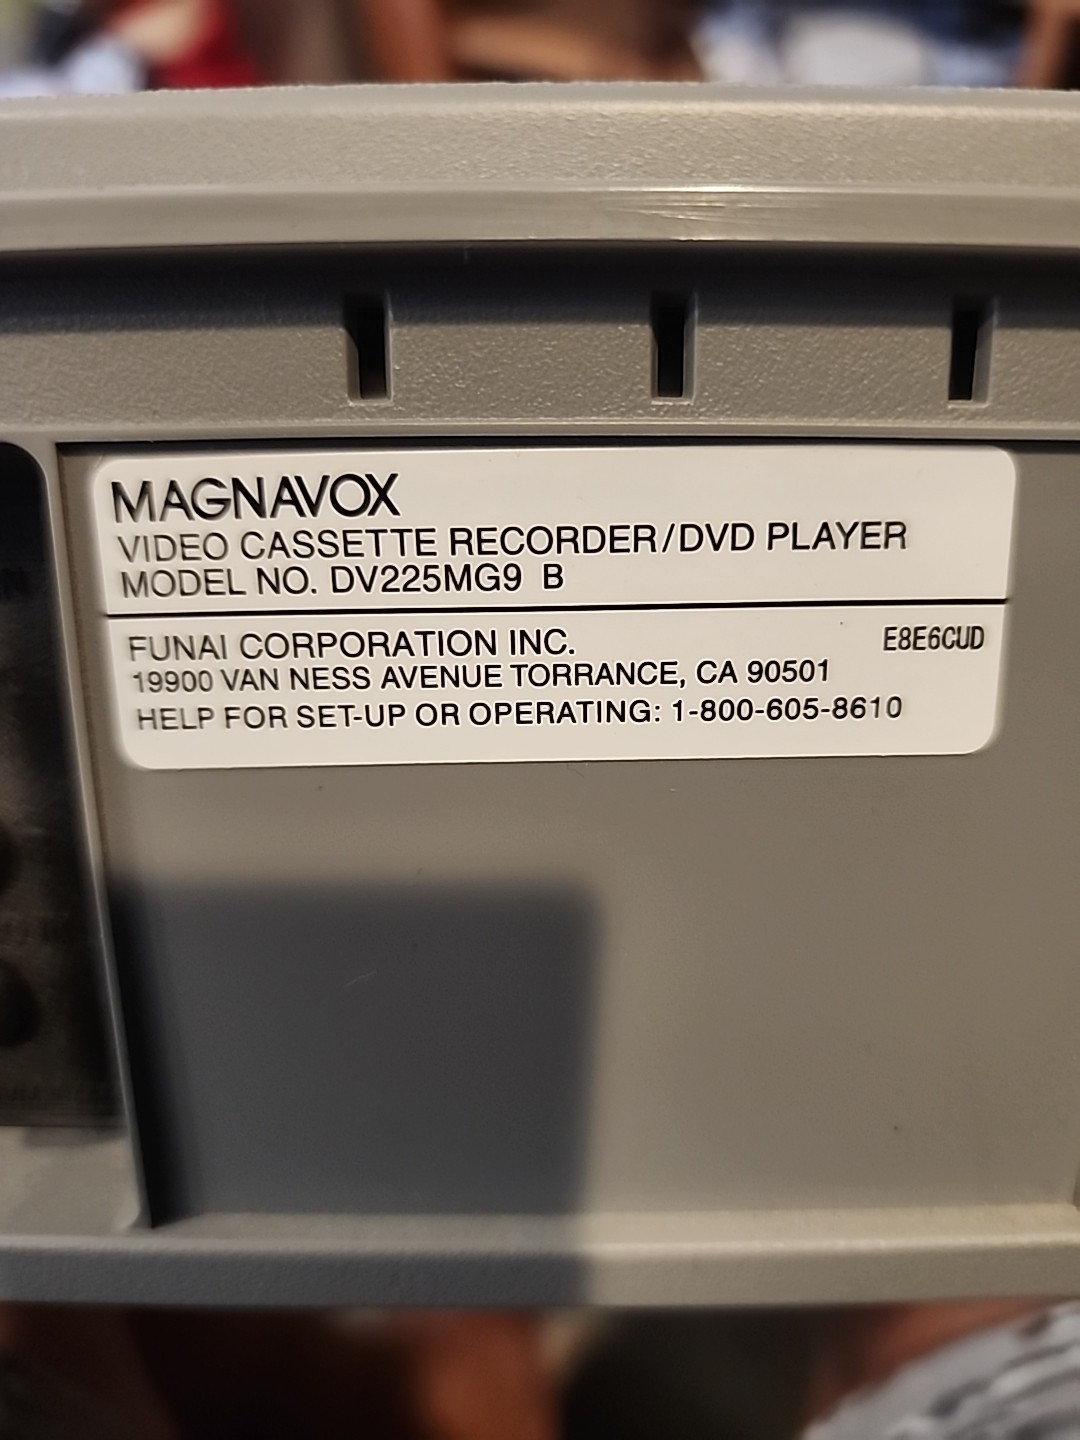 MAGNAVOX
VIDEO CASSETTE RECORDER/DVD PLAYER
MODEL NO. DV225MG9 B
FUNAI CORPORATION INC. E8E6CUD
19900 VAN NESS AVENUE TORRANCE, CA 90501
HELP FOR SET-UP OR OPERATING: 1-800-605-8610